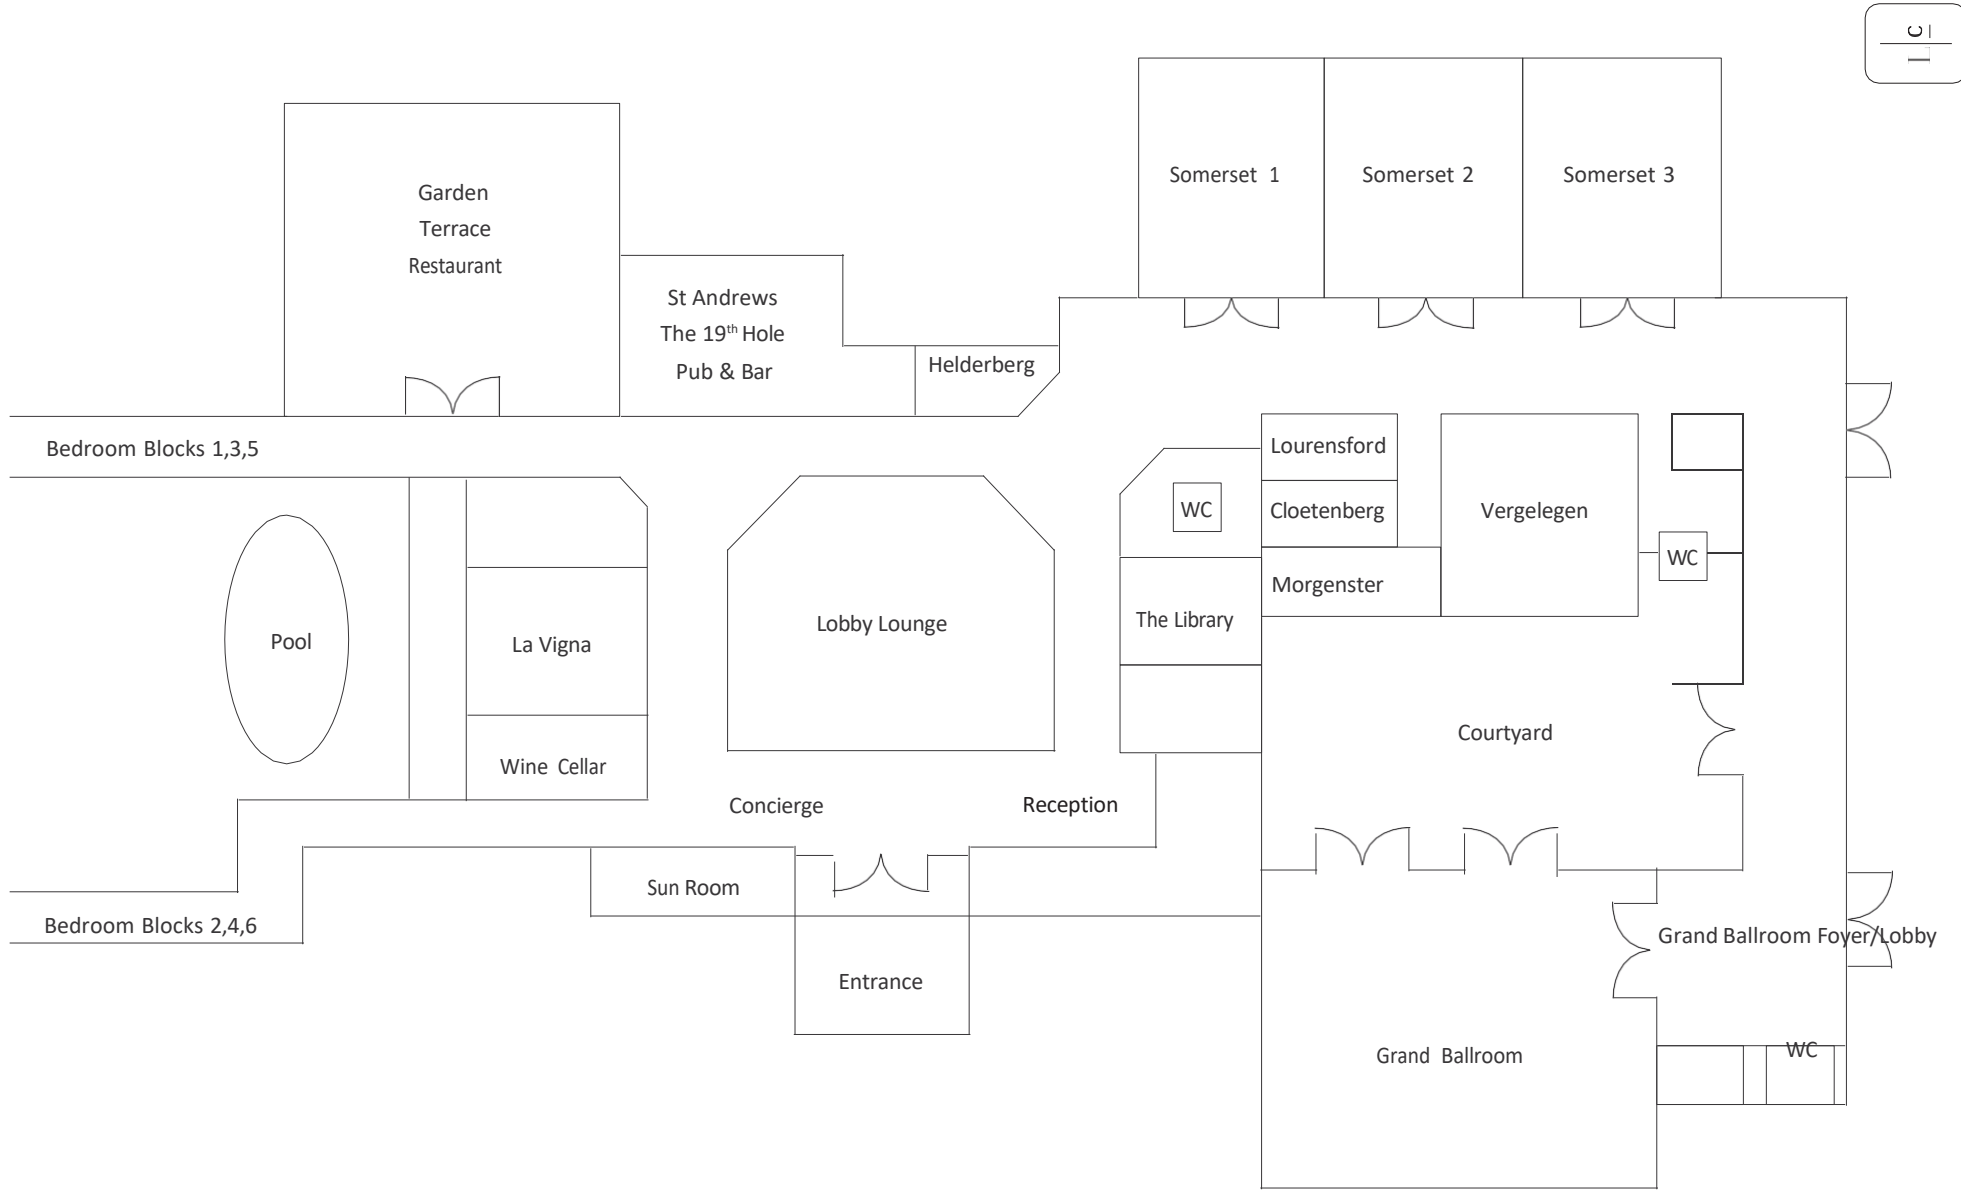 Somerset 1
Somerset 2
Somerset 3
Garden
Terrace
Restaurant
St Andrews
The 19th Hole
Pub & Bar
Helderberg
Bedroom Blocks 1,3,5
Lourensford
WC
Cloetenberg
Vergelegen
WC
Morgenster
The Library
Lobby Lounge
Pool
La Vigna
Courtyard
Wine Cellar
Concierge
Reception
Sun Room
Bedroom Blocks 2,4,6
Grand Ballroom Foyer/Lobby
Entrance
Grand Ballroom
WC